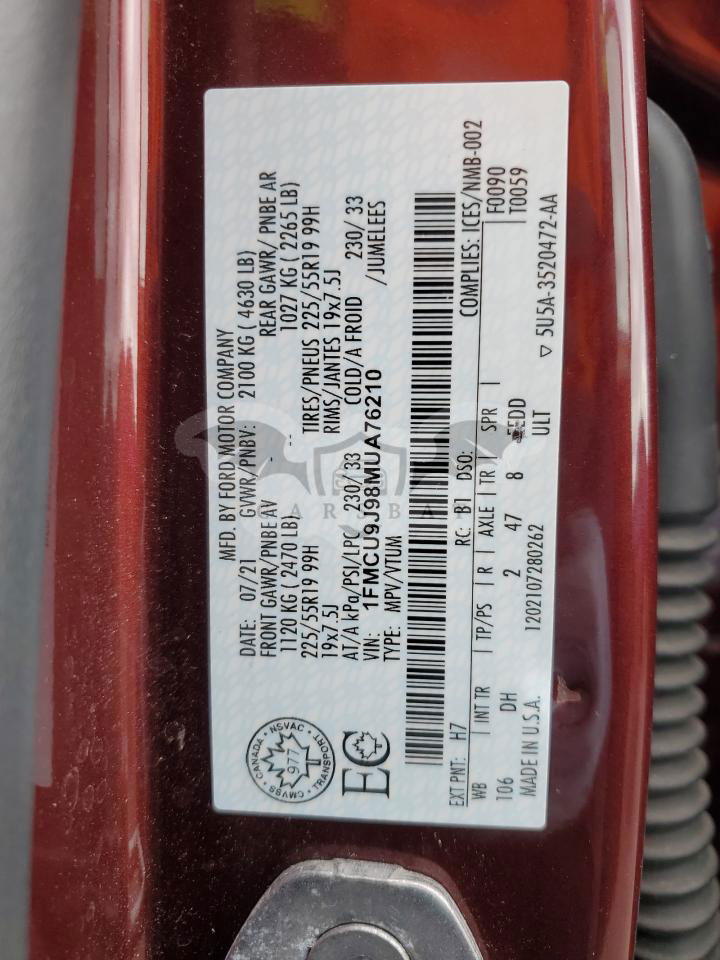 MFD. BY FORD MOTOR COMPANY
DATE: 07/21 GVWR/PNBV: 2100 KG ( 4630 LB)
FRONT GAWR/PNBE AV REAR GAWR/ PNBE AR
1120 KG ( 2470 LB) -- 1027 KG ( 2265 LB)
225/55R19 99H TIRES/PNEUS 225/55R19 99H
19x7.5J RIMS/JANTES 19x7.5J
AT/A kPa/PSI/LPC 230/ 33 COLD/A FROID 230/ 33
VIN: 1FMCU9J98MUA76210 /JUMELEES
TYPE: MPV/VTUM
CANADA • NSVAC • TRANSPORT • CMVSS •
977
EC
COMPLIES: ICES/NMB-002
EXT PNT: H7 RC: B1 DSO: F0090
WB | INT TR | TP/PS | R | AXLE | TR | SPR | T0059
106 DH 2 47 8 EEDD
MADE IN U.S.A. 1202107280262 ULT ▽ 5U5A-3520472-AA
CARSBA